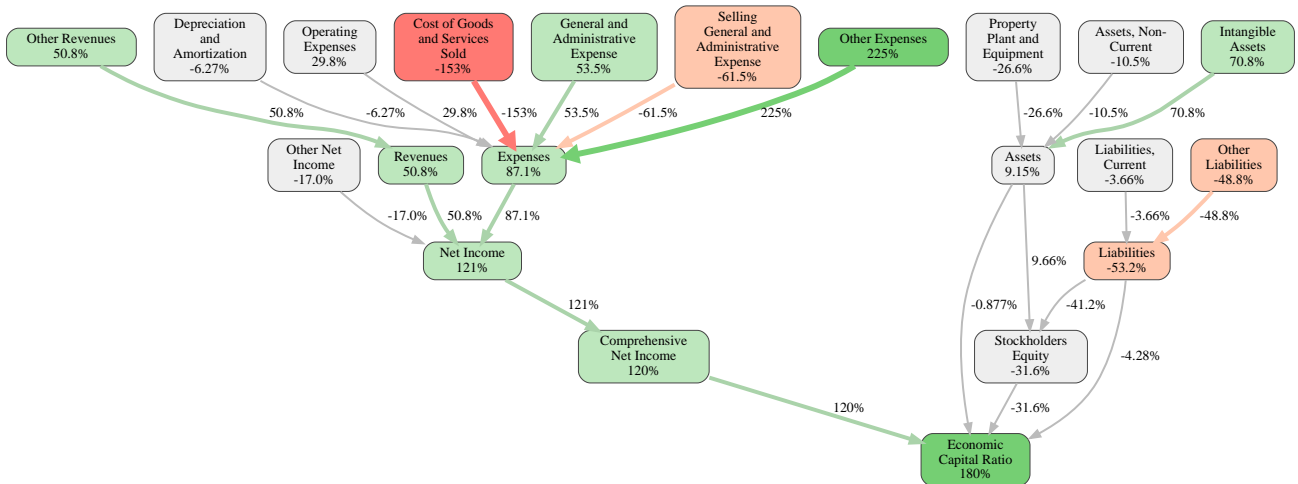 Other Revenues
50.8%
Depreciation
and
Amortization
-6.27%
Operating
Expenses
29.8%
Cost of Goods
and Services
Sold
-153%
General and
Administrative
Expense
53.5%
Selling
General and
Administrative
Expense
-61.5%
Other Expenses
225%
Property
Plant and
Equipment
-26.6%
Assets, Non-
Current
-10.5%
Intangible
Assets
70.8%
50.8%
-6.27%
29.8%
-153%
53.5%
-61.5%
225%
-26.6%
-10.5%
70.8%
Other Net
Income
-17.0%
Revenues
50.8%
Expenses
87.1%
Assets
9.15%
Liabilities,
Current
-3.66%
Other
Liabilities
-48.8%
-17.0%
50.8%
87.1%
-3.66%
-48.8%
Net Income
121%
9.66%
Liabilities
-53.2%
121%
-0.877%
-41.2%
Comprehensive
Net Income
120%
Stockholders
Equity
-31.6%
-4.28%
120%
-31.6%
Economic
Capital Ratio
180%